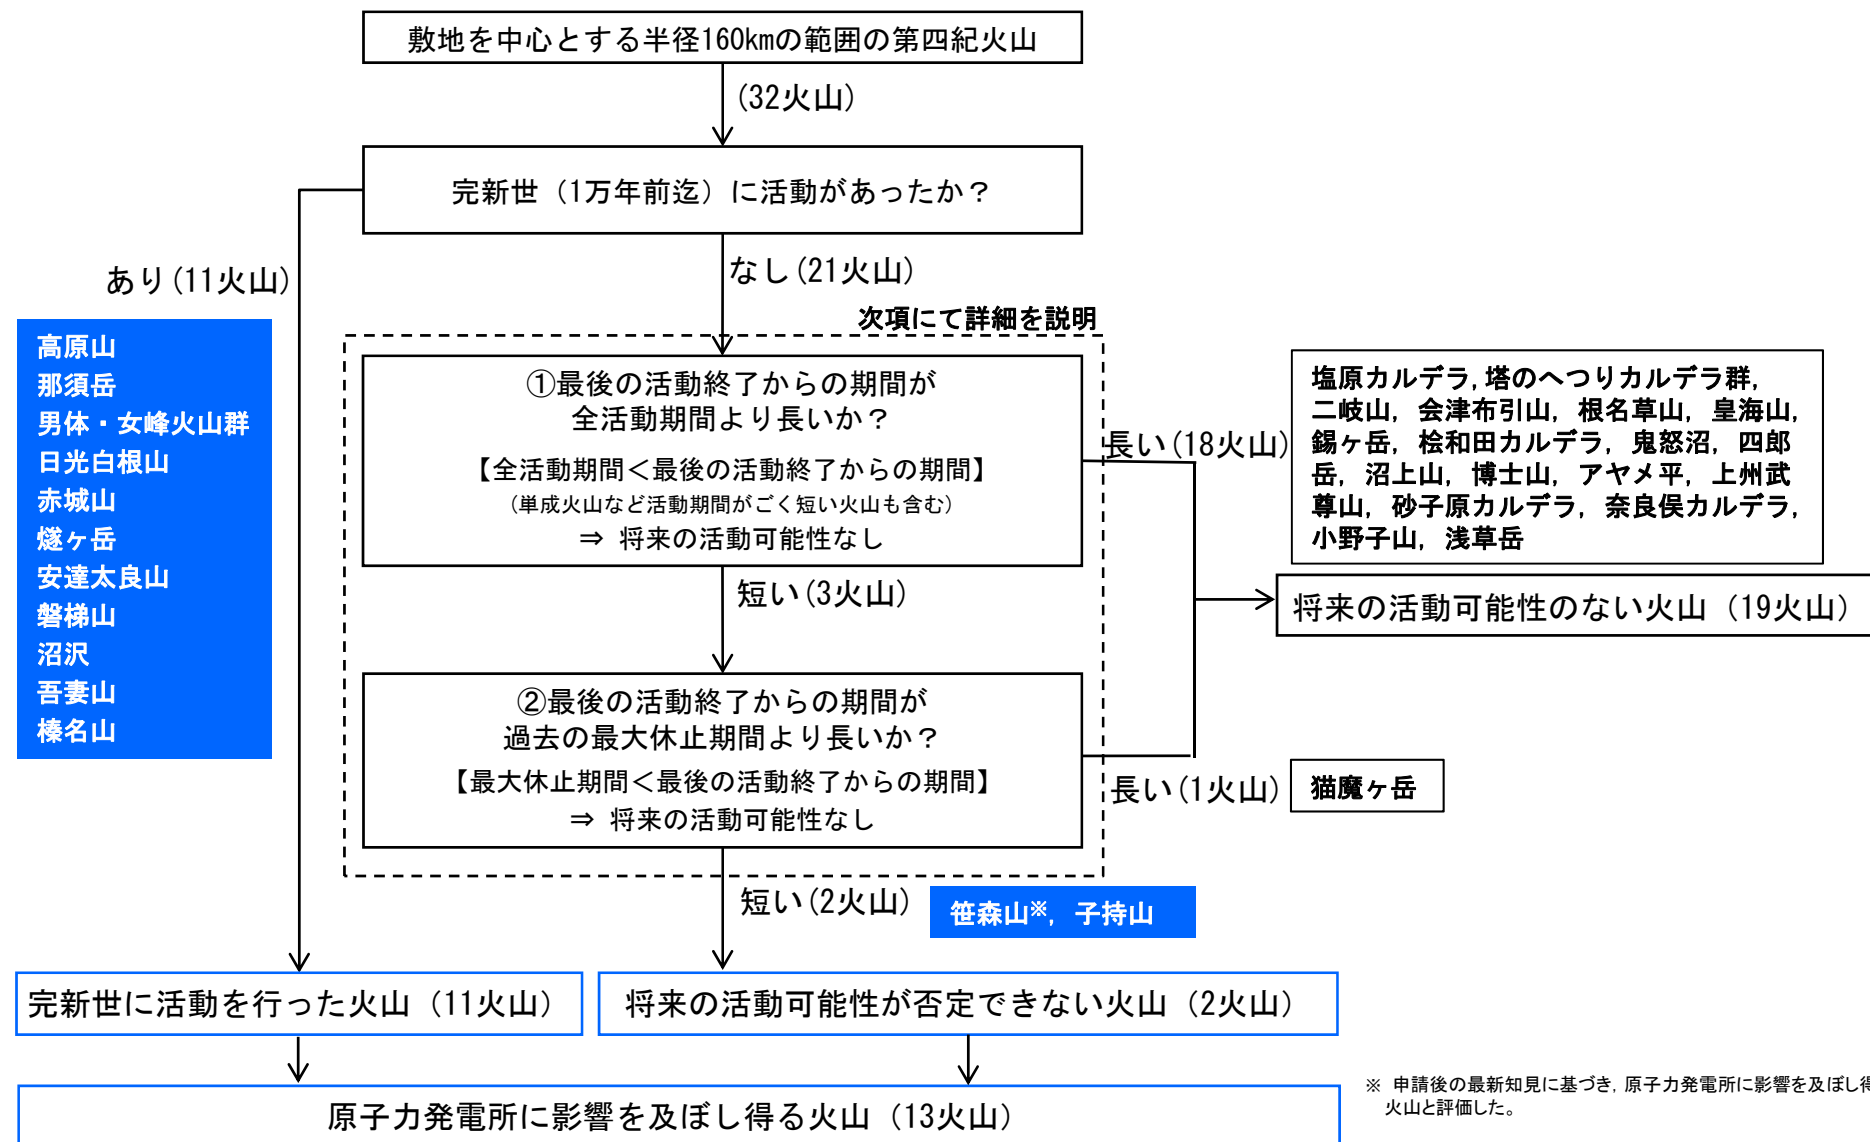 敷地を中心とする半径160kmの範囲の第四紀火山
(32火山)
完新世（1万年前迄）に活動があったか？
あり(11火山)
なし(21火山)
高原山
那須岳
男体・女峰火山群
日光白根山
赤城山
燧ヶ岳
安達太良山
磐梯山
沼沢
吾妻山
榛名山
次項にて詳細を説明
①最後の活動終了からの期間が
全活動期間より長いか？
【全活動期間＜最後の活動終了からの期間】
（単成火山など活動期間がごく短い火山も含む）
⇒ 将来の活動可能性なし
長い(18火山)
塩原カルデラ,塔のへつりカルデラ群,
二岐山, 会津布引山, 根名草山, 皇海山,
錫ヶ岳, 桧和田カルデラ, 鬼怒沼, 四郎
岳, 沼上山, 博士山, アヤメ平, 上州武
尊山, 砂子原カルデラ, 奈良俣カルデラ,
小野子山, 浅草岳
短い(3火山)
将来の活動可能性のない火山（19火山）
②最後の活動終了からの期間が
過去の最大休止期間より長いか？
【最大休止期間＜最後の活動終了からの期間】
⇒ 将来の活動可能性なし
長い(1火山)
猫魔ヶ岳
短い(2火山)
笹森山※, 子持山
完新世に活動を行った火山（11火山）
将来の活動可能性が否定できない火山（2火山）
原子力発電所に影響を及ぼし得る火山（13火山）
※ 申請後の最新知見に基づき, 原子力発電所に影響を及ぼし得
火山と評価した。